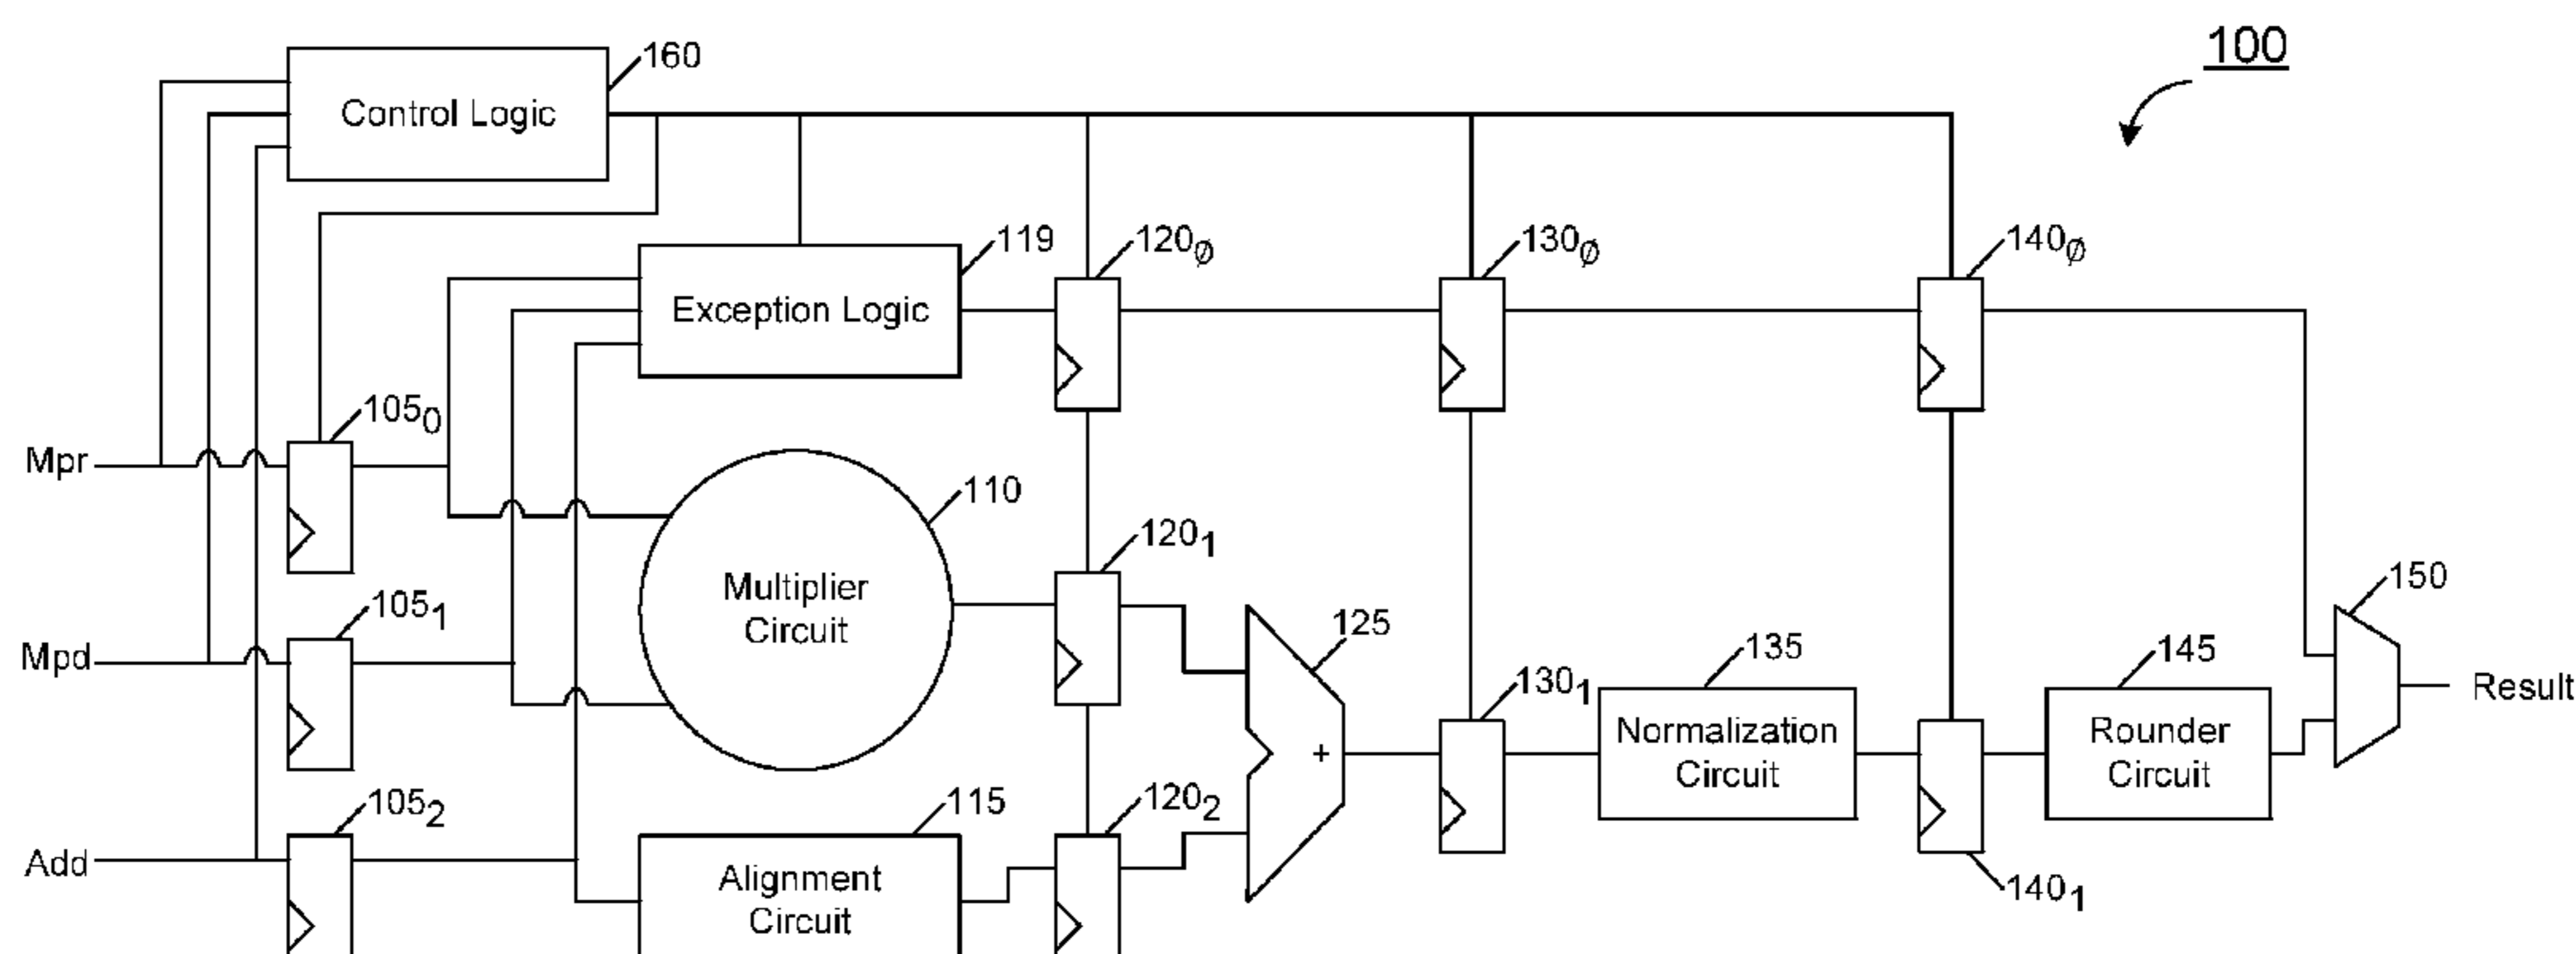 100
160
Control Logic
119
120∅
130∅
140∅
Exception Logic
105₀
Mpr
110
120₁
Multiplier
Circuit
105₁
Mpd
125
150
135
145
130₁
Normalization
Circuit
Rounder
Circuit
Result
+
105₂
115
120₂
Add
Alignment
Circuit
140₁